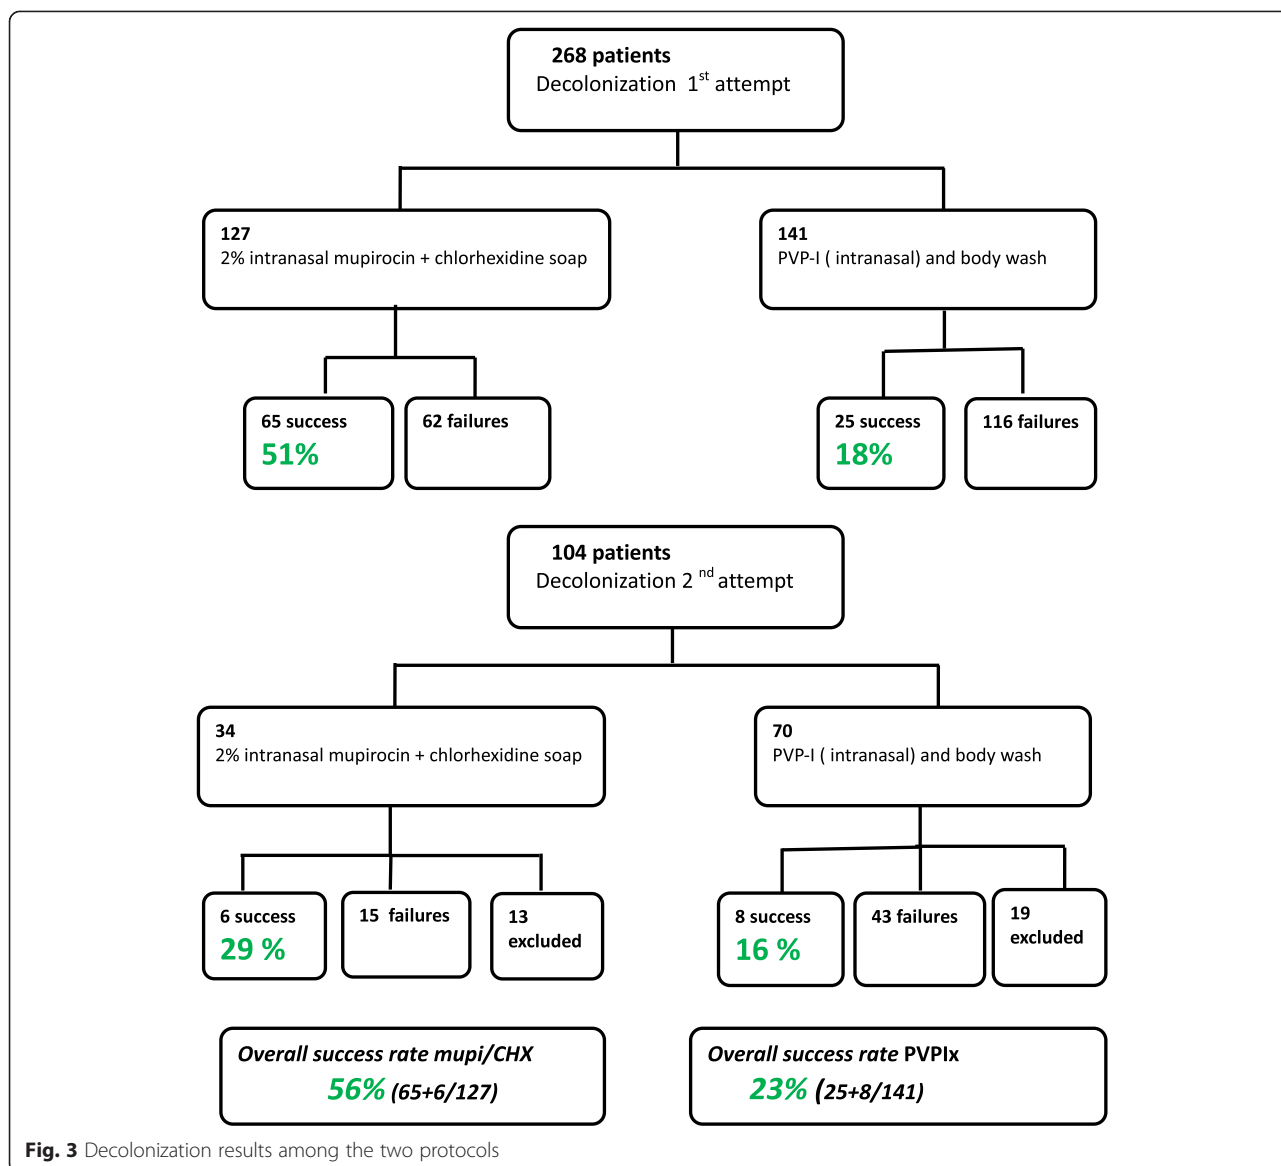 268 patients
Decolonization 1st attempt
127
2% intranasal mupirocin + chlorhexidine soap
141
PVP-I ( intranasal) and body wash
65 success
51%
62 failures
25 success
18%
116 failures
104 patients
Decolonization 2 nd attempt
34
2% intranasal mupirocin + chlorhexidine soap
70
PVP-I ( intranasal) and body wash
6 success
29 %
15 failures
13
excluded
8 success
16 %
43 failures
19
excluded
Overall success rate mupi/CHX
56% (65+6/127)
Overall success rate PVPIx
23% (25+8/141)
Fig. 3 Decolonization results among the two protocols